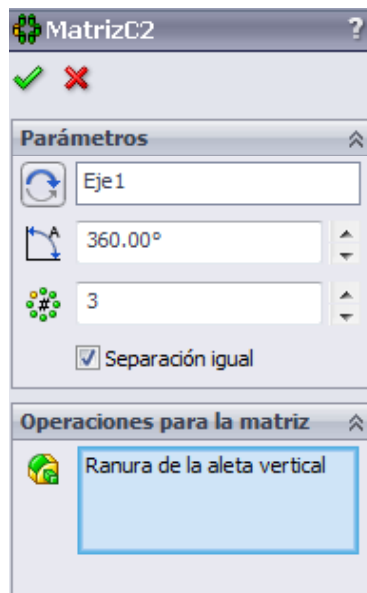 MatrizC2 ?
Parámetros
Eje1
A
360.00°
#
3
Separación igual
Operaciones para la matriz
Ranura de la aleta vertical